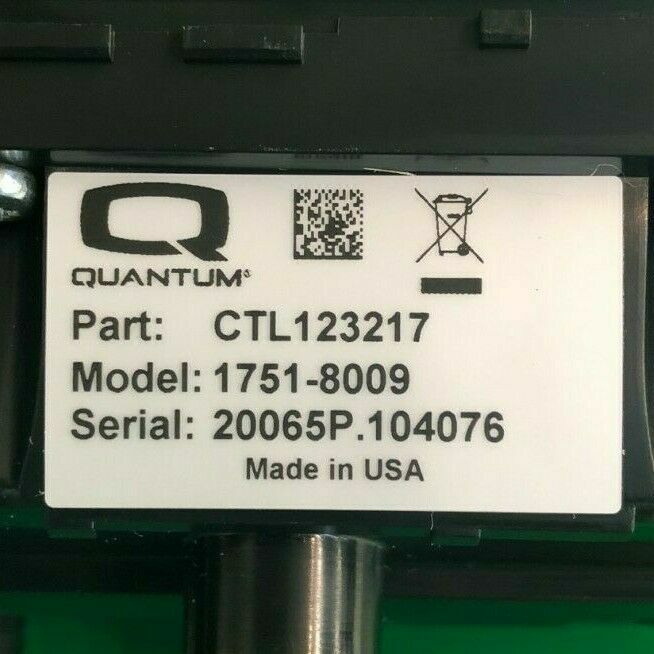 QUANTUM
Part: CTL123217
Model: 1751-8009
Serial: 20065P.104076
Made in USA